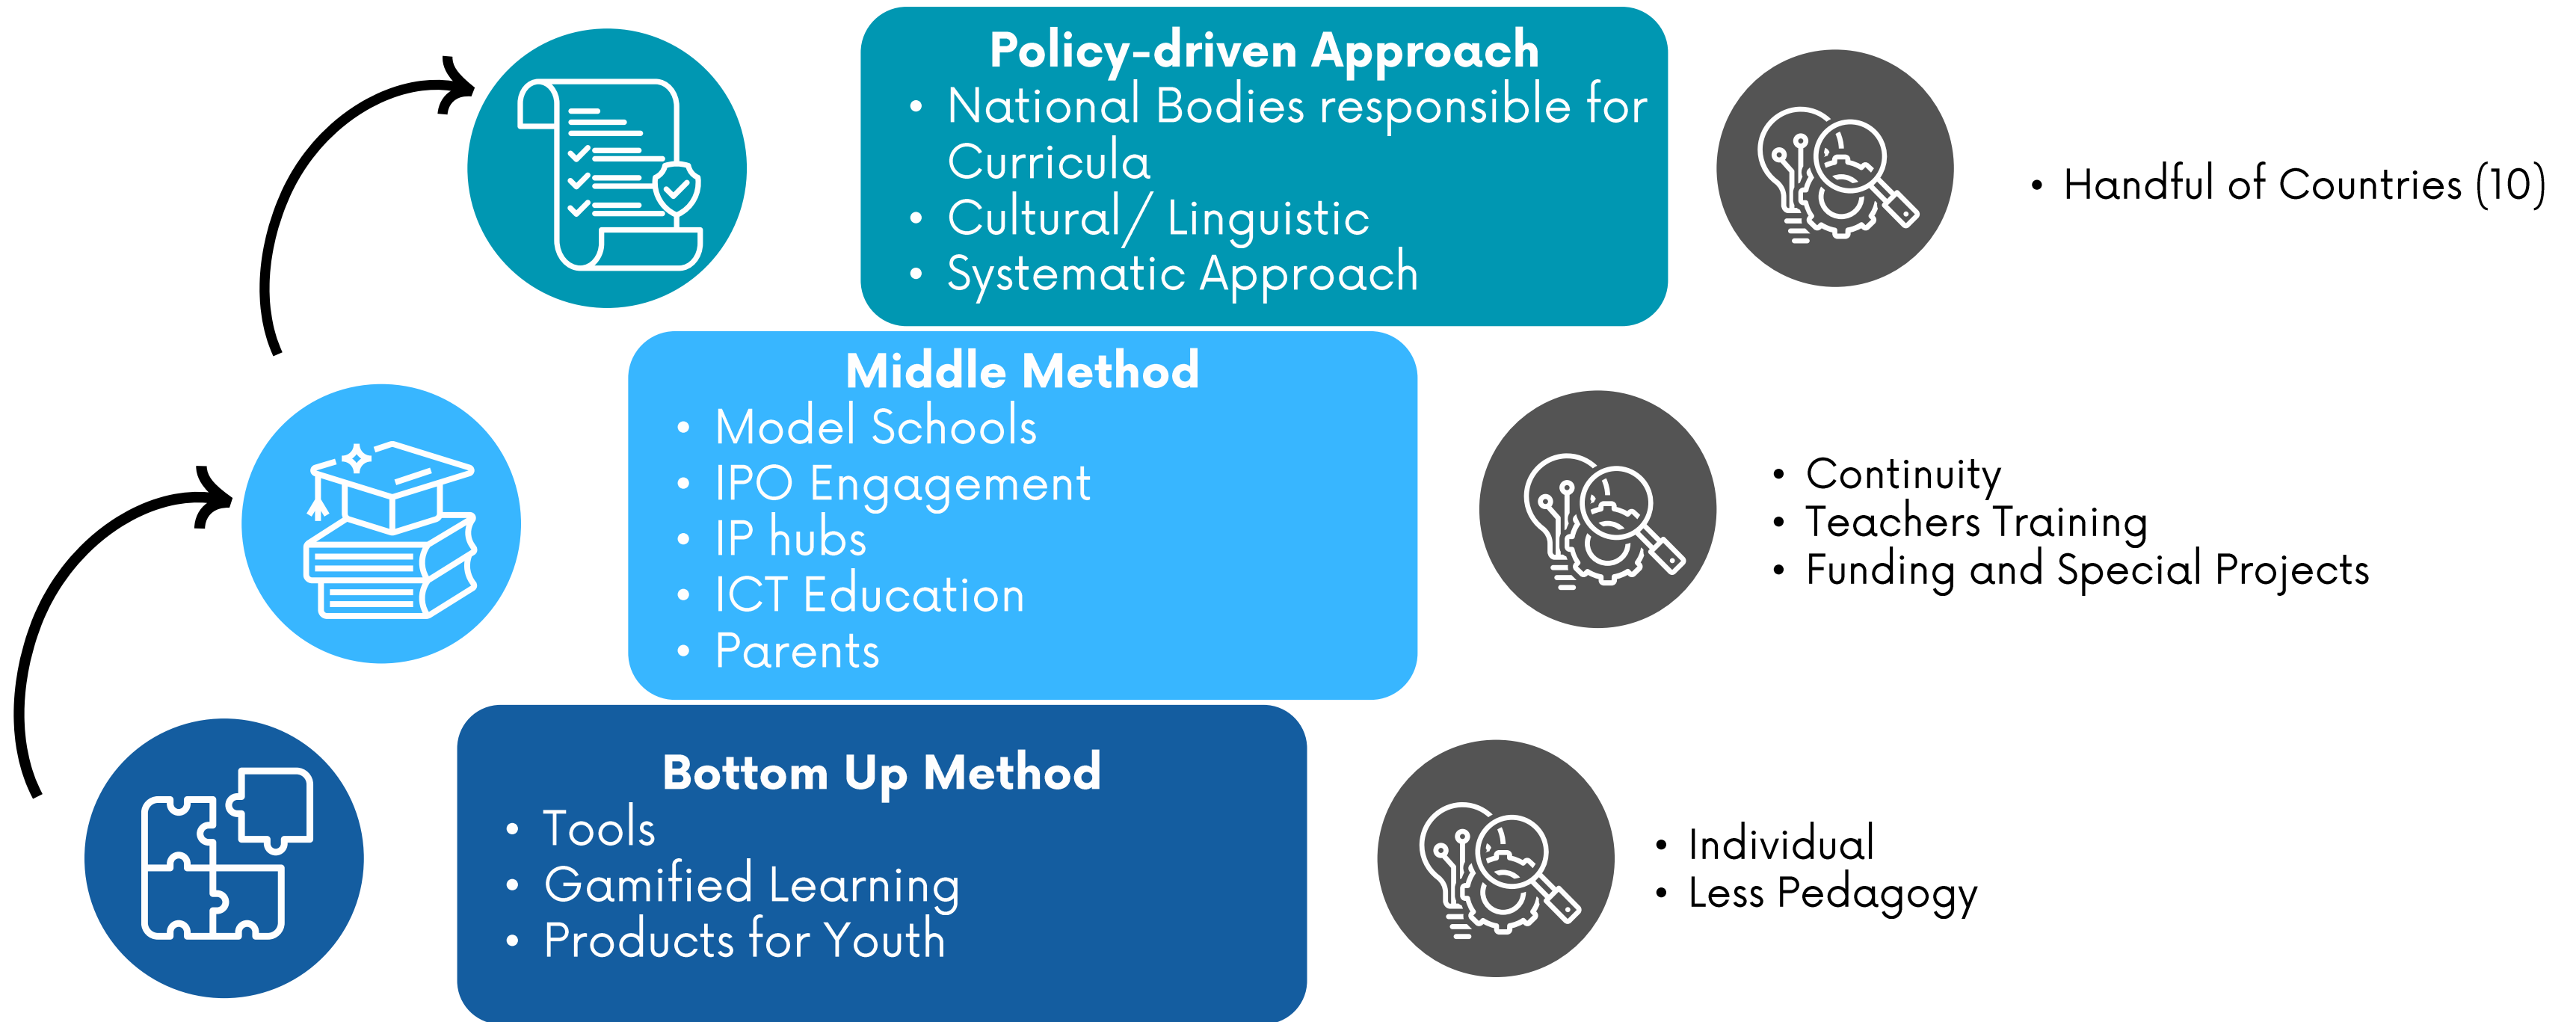 Policy-driven Approach
• National Bodies responsible for
Curricula
• Cultural/ Linguistic
• Systematic Approach
• Handful of Countries (10)
Middle Method
• Model Schools
• IPO Engagement
• IP hubs
• ICT Education
• Parents
• Continuity
• Teachers Training
• Funding and Special Projects
Bottom Up Method
• Tools
• Gamified Learning
• Products for Youth
• Individual
• Less Pedagogy